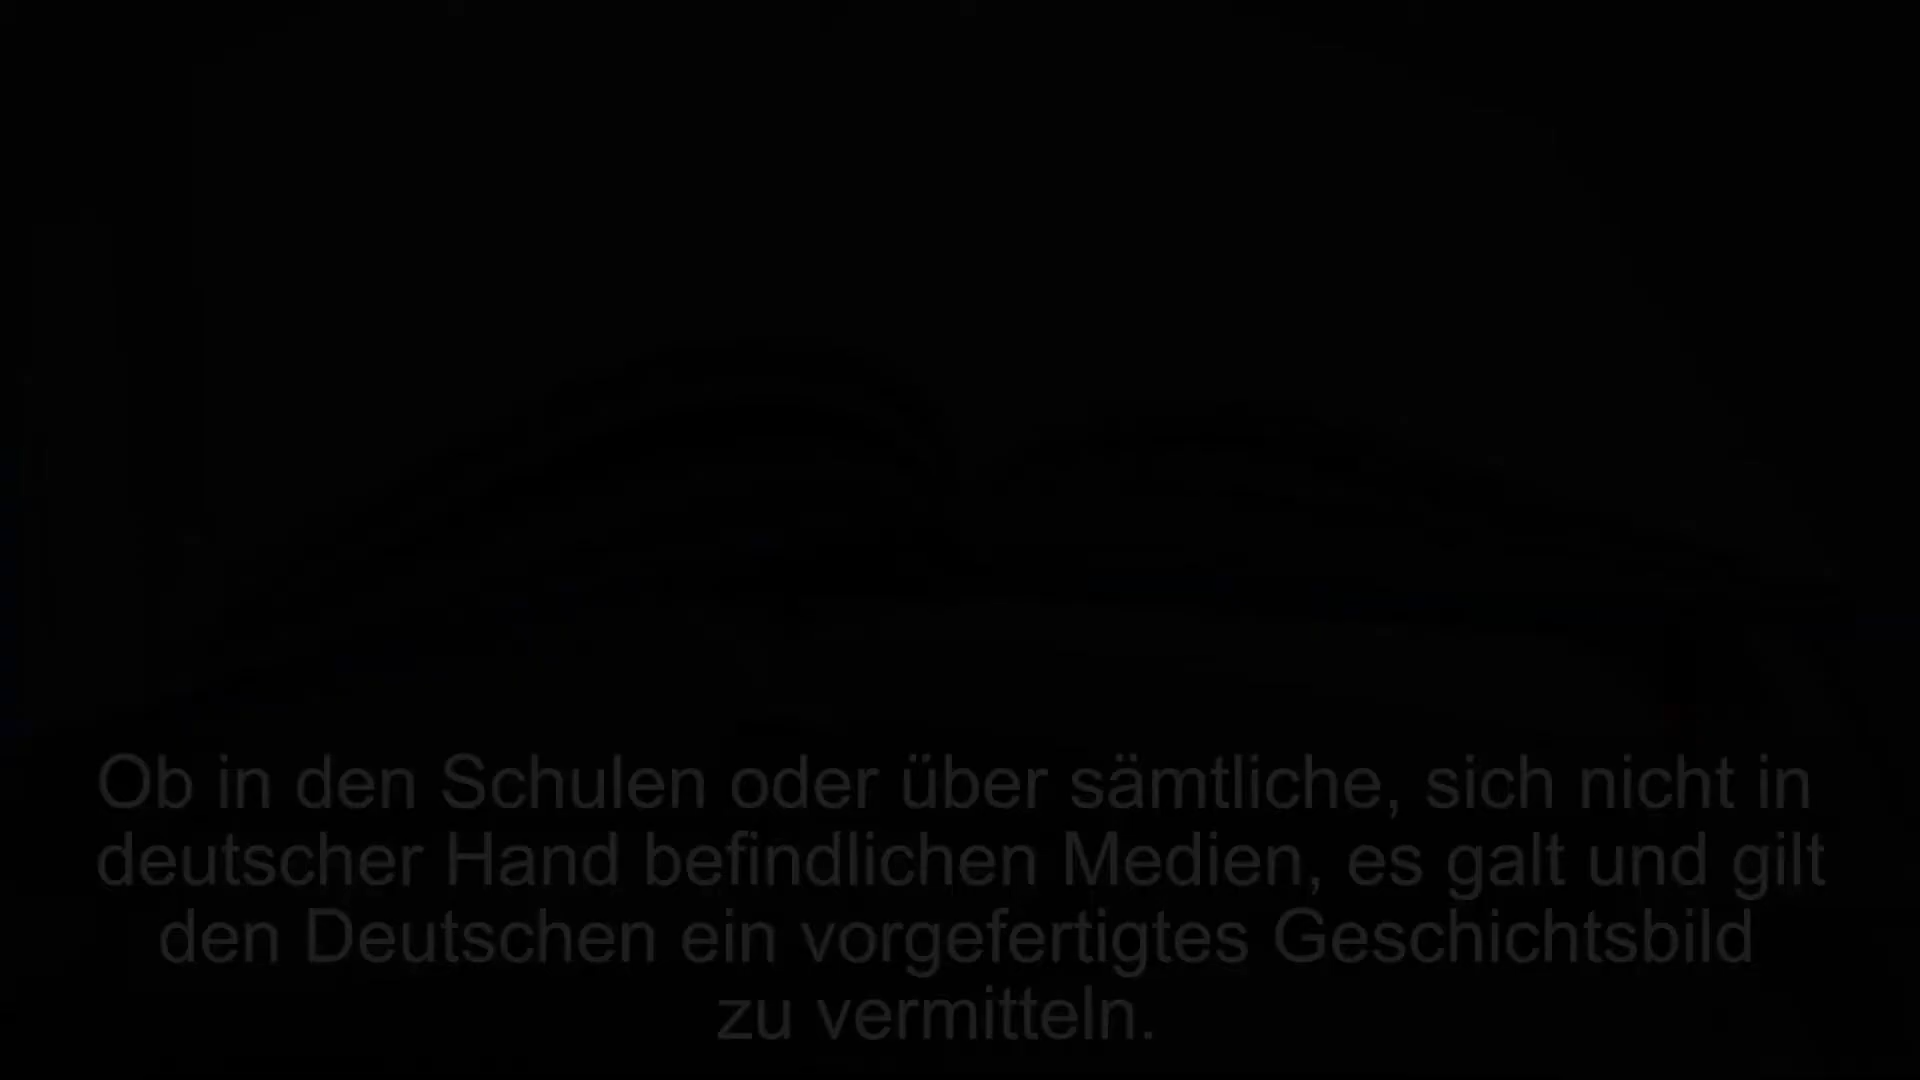 Ob in den Schulen oder über sämtliche, sich nicht in
deutscher Hand befindlichen Medien, es galt und gilt
den Deutschen ein vorgefertigtes Geschichtsbild
zu vermitteln.